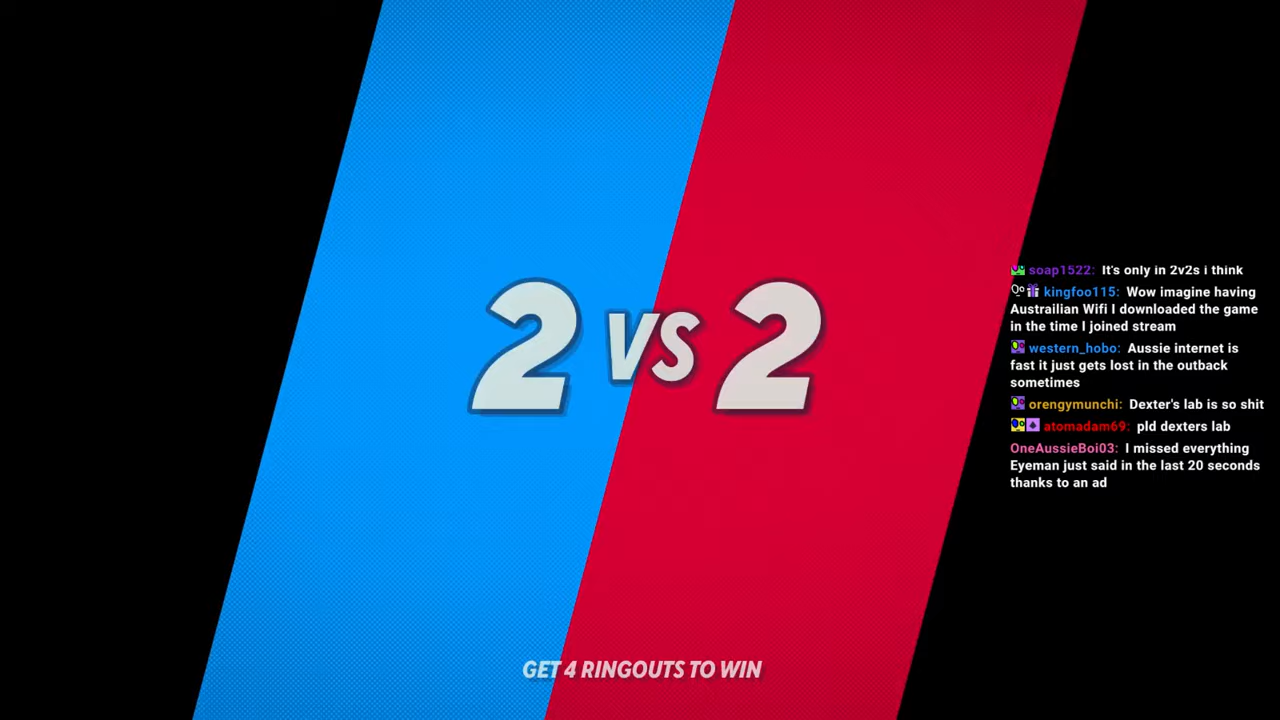 soap1522: It's only in 2v2s i think
kingfoo115: Wow imagine having
Austrailian Wifi I downloaded the game
in the time I joined stream
western_hobo: Aussie internet is
fast it just gets lost in the outback
sometimes
orengymunchi: Dexter's lab is so shit
atomadam69: pld dexters lab
OneAussieBoi03: I missed everything
Eyeman just said in the last 20 seconds
thanks to an ad
2 VS 2
GET 4 RINGOUTS TO WIN